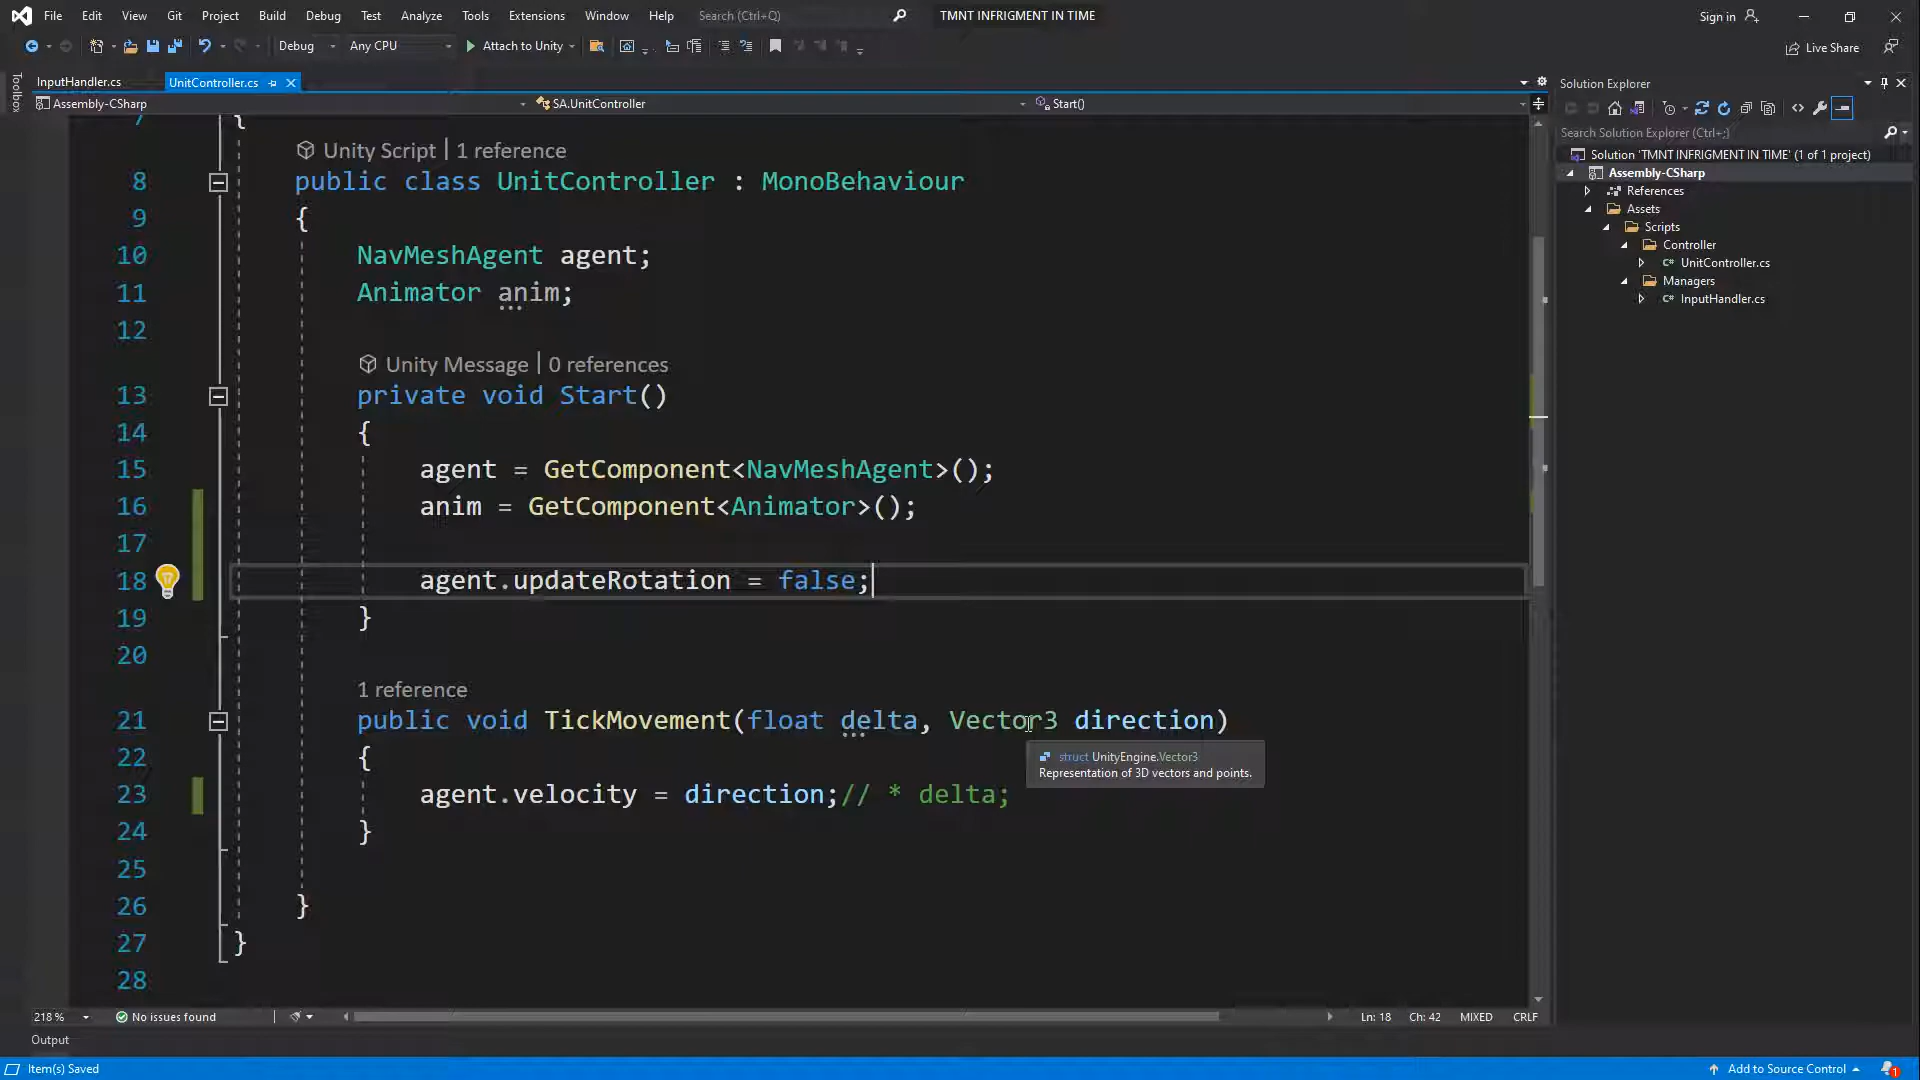 File Edit View Git Project Build Debug Test Analyze Tools Extensions Window Help Search (Ctrl+Q) TMNT INFRIGMENT IN TIME Sign in
Debug Any CPU Attach to Unity Live Share
Toolbox
InputHandler.cs UnitController.cs
Assembly-CSharp SA.UnitController Start()
7 {
Unity Script | 1 reference
8 public class UnitController : MonoBehaviour
9 {
10 NavMeshAgent agent;
11 Animator anim;
12
Unity Message | 0 references
13 private void Start()
14 {
15 agent = GetComponent<NavMeshAgent>();
16 anim = GetComponent<Animator>();
17
18 agent.updateRotation = false;
19 }
20
1 reference
21 public void TickMovement(float delta, Vector3 direction)
22 {
struct UnityEngine.Vector3
Representation of 3D vectors and points.
23 agent.velocity = direction;// * delta;
24 }
25
26 }
27 }
28
218 % No issues found Ln: 18 Ch: 42 MIXED CRLF
Output
Item(s) Saved Add to Source Control 1
Solution Explorer
Search Solution Explorer (Ctrl+;)
Solution 'TMNT INFRIGMENT IN TIME' (1 of 1 project)
Assembly-CSharp
References
Assets
Scripts
Controller
C# UnitController.cs
Managers
C# InputHandler.cs